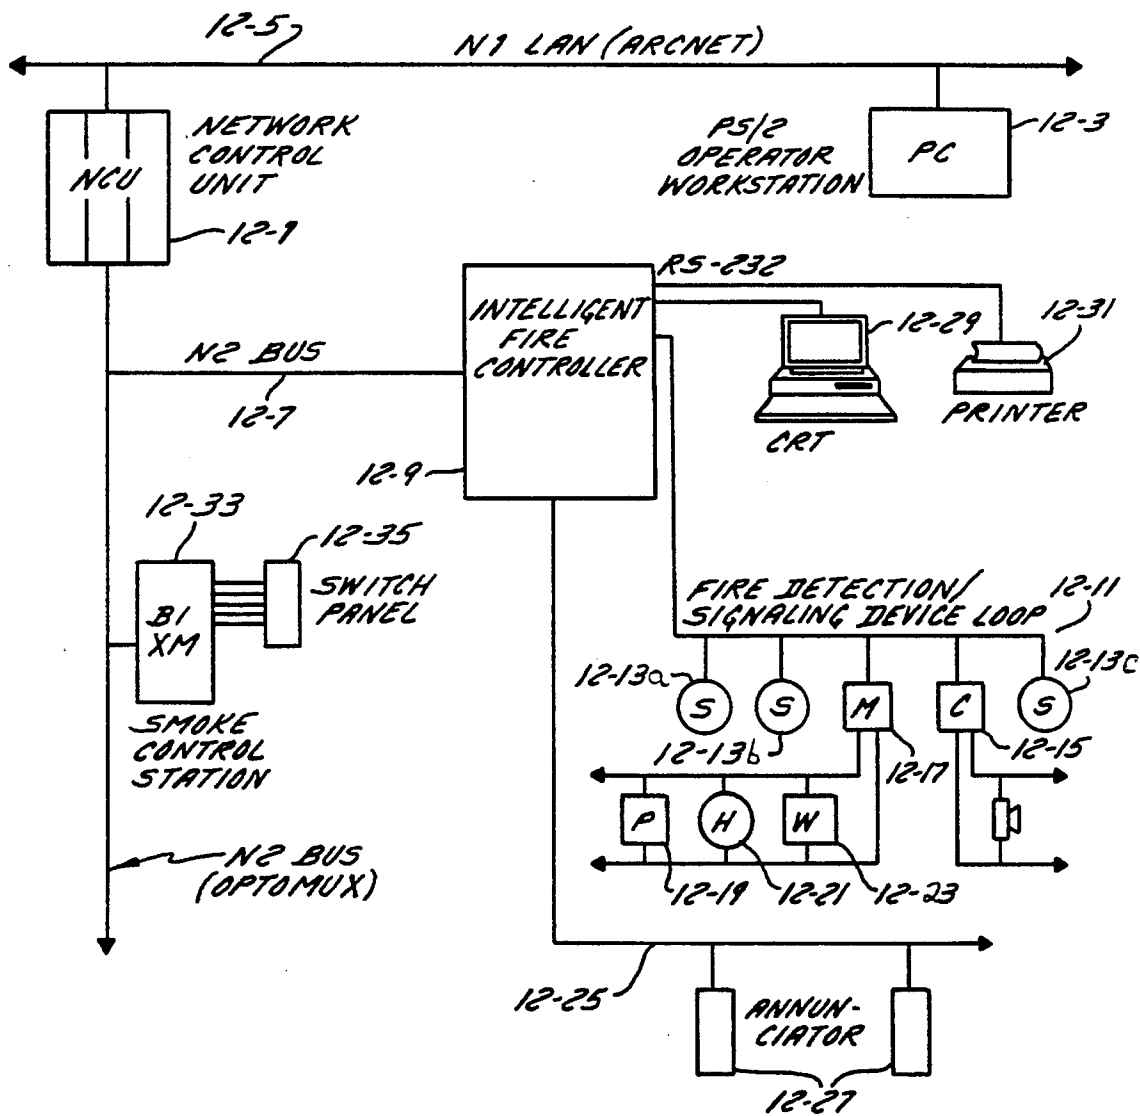 12-5
N1 LAN (ARCNET)
NCU
NETWORK
CONTROL
UNIT
12-1
PS/2
OPERATOR
WORKSTATION
PC
12-3
RS-232
INTELLIGENT
FIRE
CONTROLLER
12-9
N2 BUS
12-7
12-29
CRT
12-31
PRINTER
12-33
BI
XM
12-35
SWITCH
PANEL
SMOKE
CONTROL
STATION
N2 BUS
(OPTOMUX)
FIRE DETECTION/
SIGNALING DEVICE LOOP
12-11
12-13a
S
S
12-13b
M
12-17
C
12-15
S
12-13c
P
H
W
12-19
12-21
12-23
12-25
ANNUN-
CIATOR
12-27